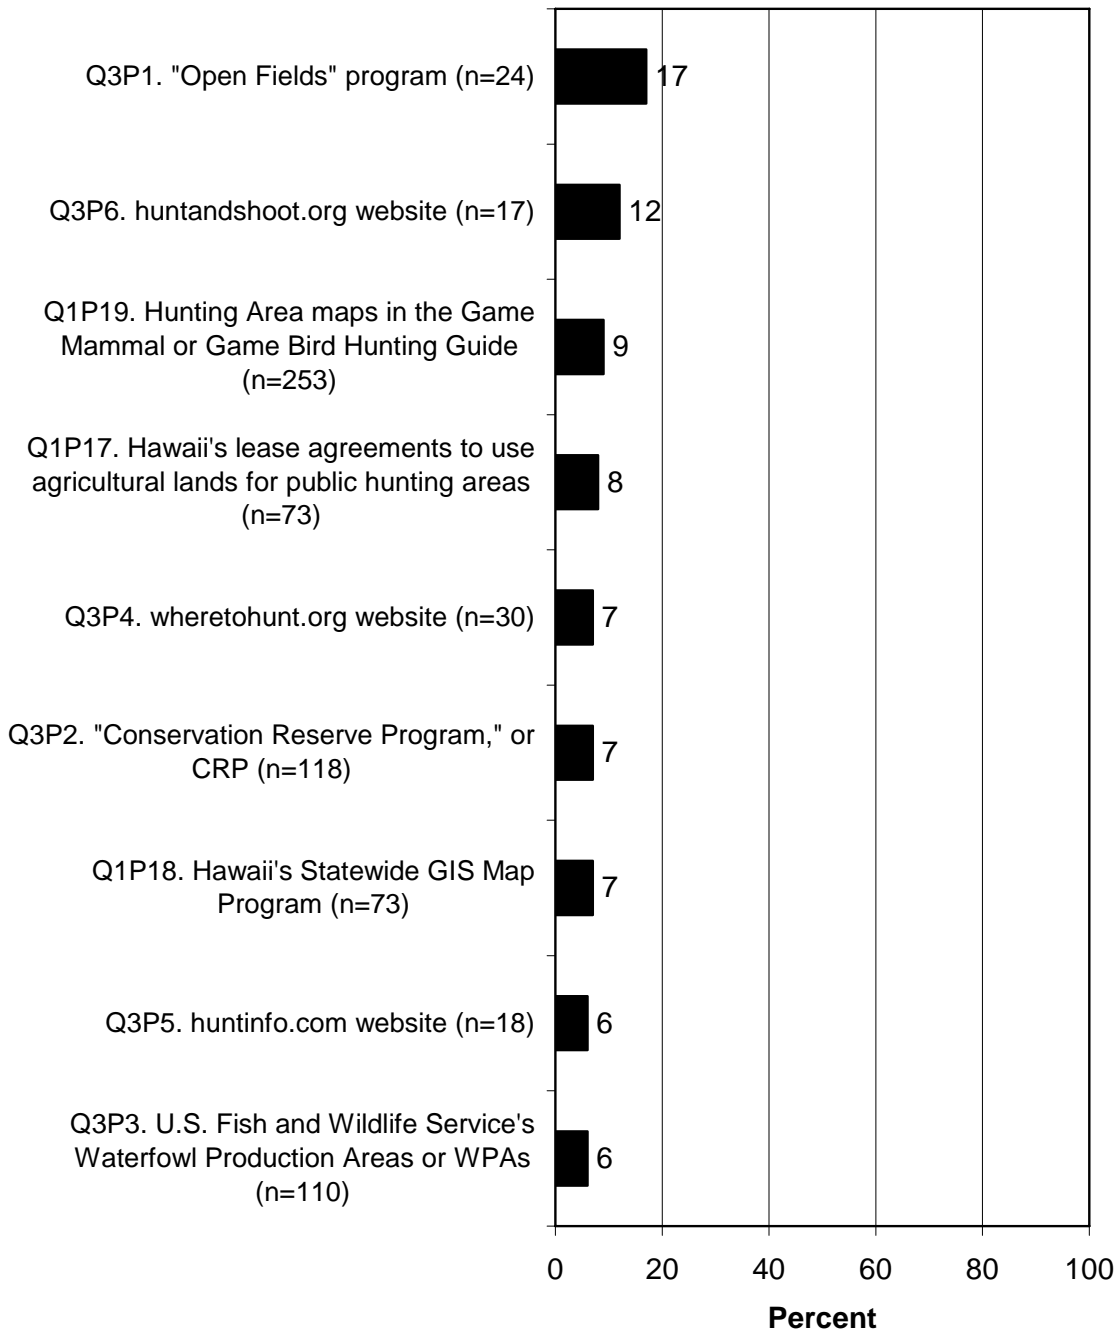 Q3P1. "Open Fields" program (n=24)
17
Q3P6. huntandshoot.org website (n=17)
12
Q1P19. Hunting Area maps in the Game
Mammal or Game Bird Hunting Guide
(n=253)
9
Q1P17. Hawaii's lease agreements to use
agricultural lands for public hunting areas
(n=73)
8
Q3P4. wheretohunt.org website (n=30)
7
Q3P2. "Conservation Reserve Program," or
CRP (n=118)
7
Q1P18. Hawaii's Statewide GIS Map
Program (n=73)
7
Q3P5. huntinfo.com website (n=18)
6
Q3P3. U.S. Fish and Wildlife Service's
Waterfowl Production Areas or WPAs
(n=110)
6
0 20 40 60 80 100
Percent